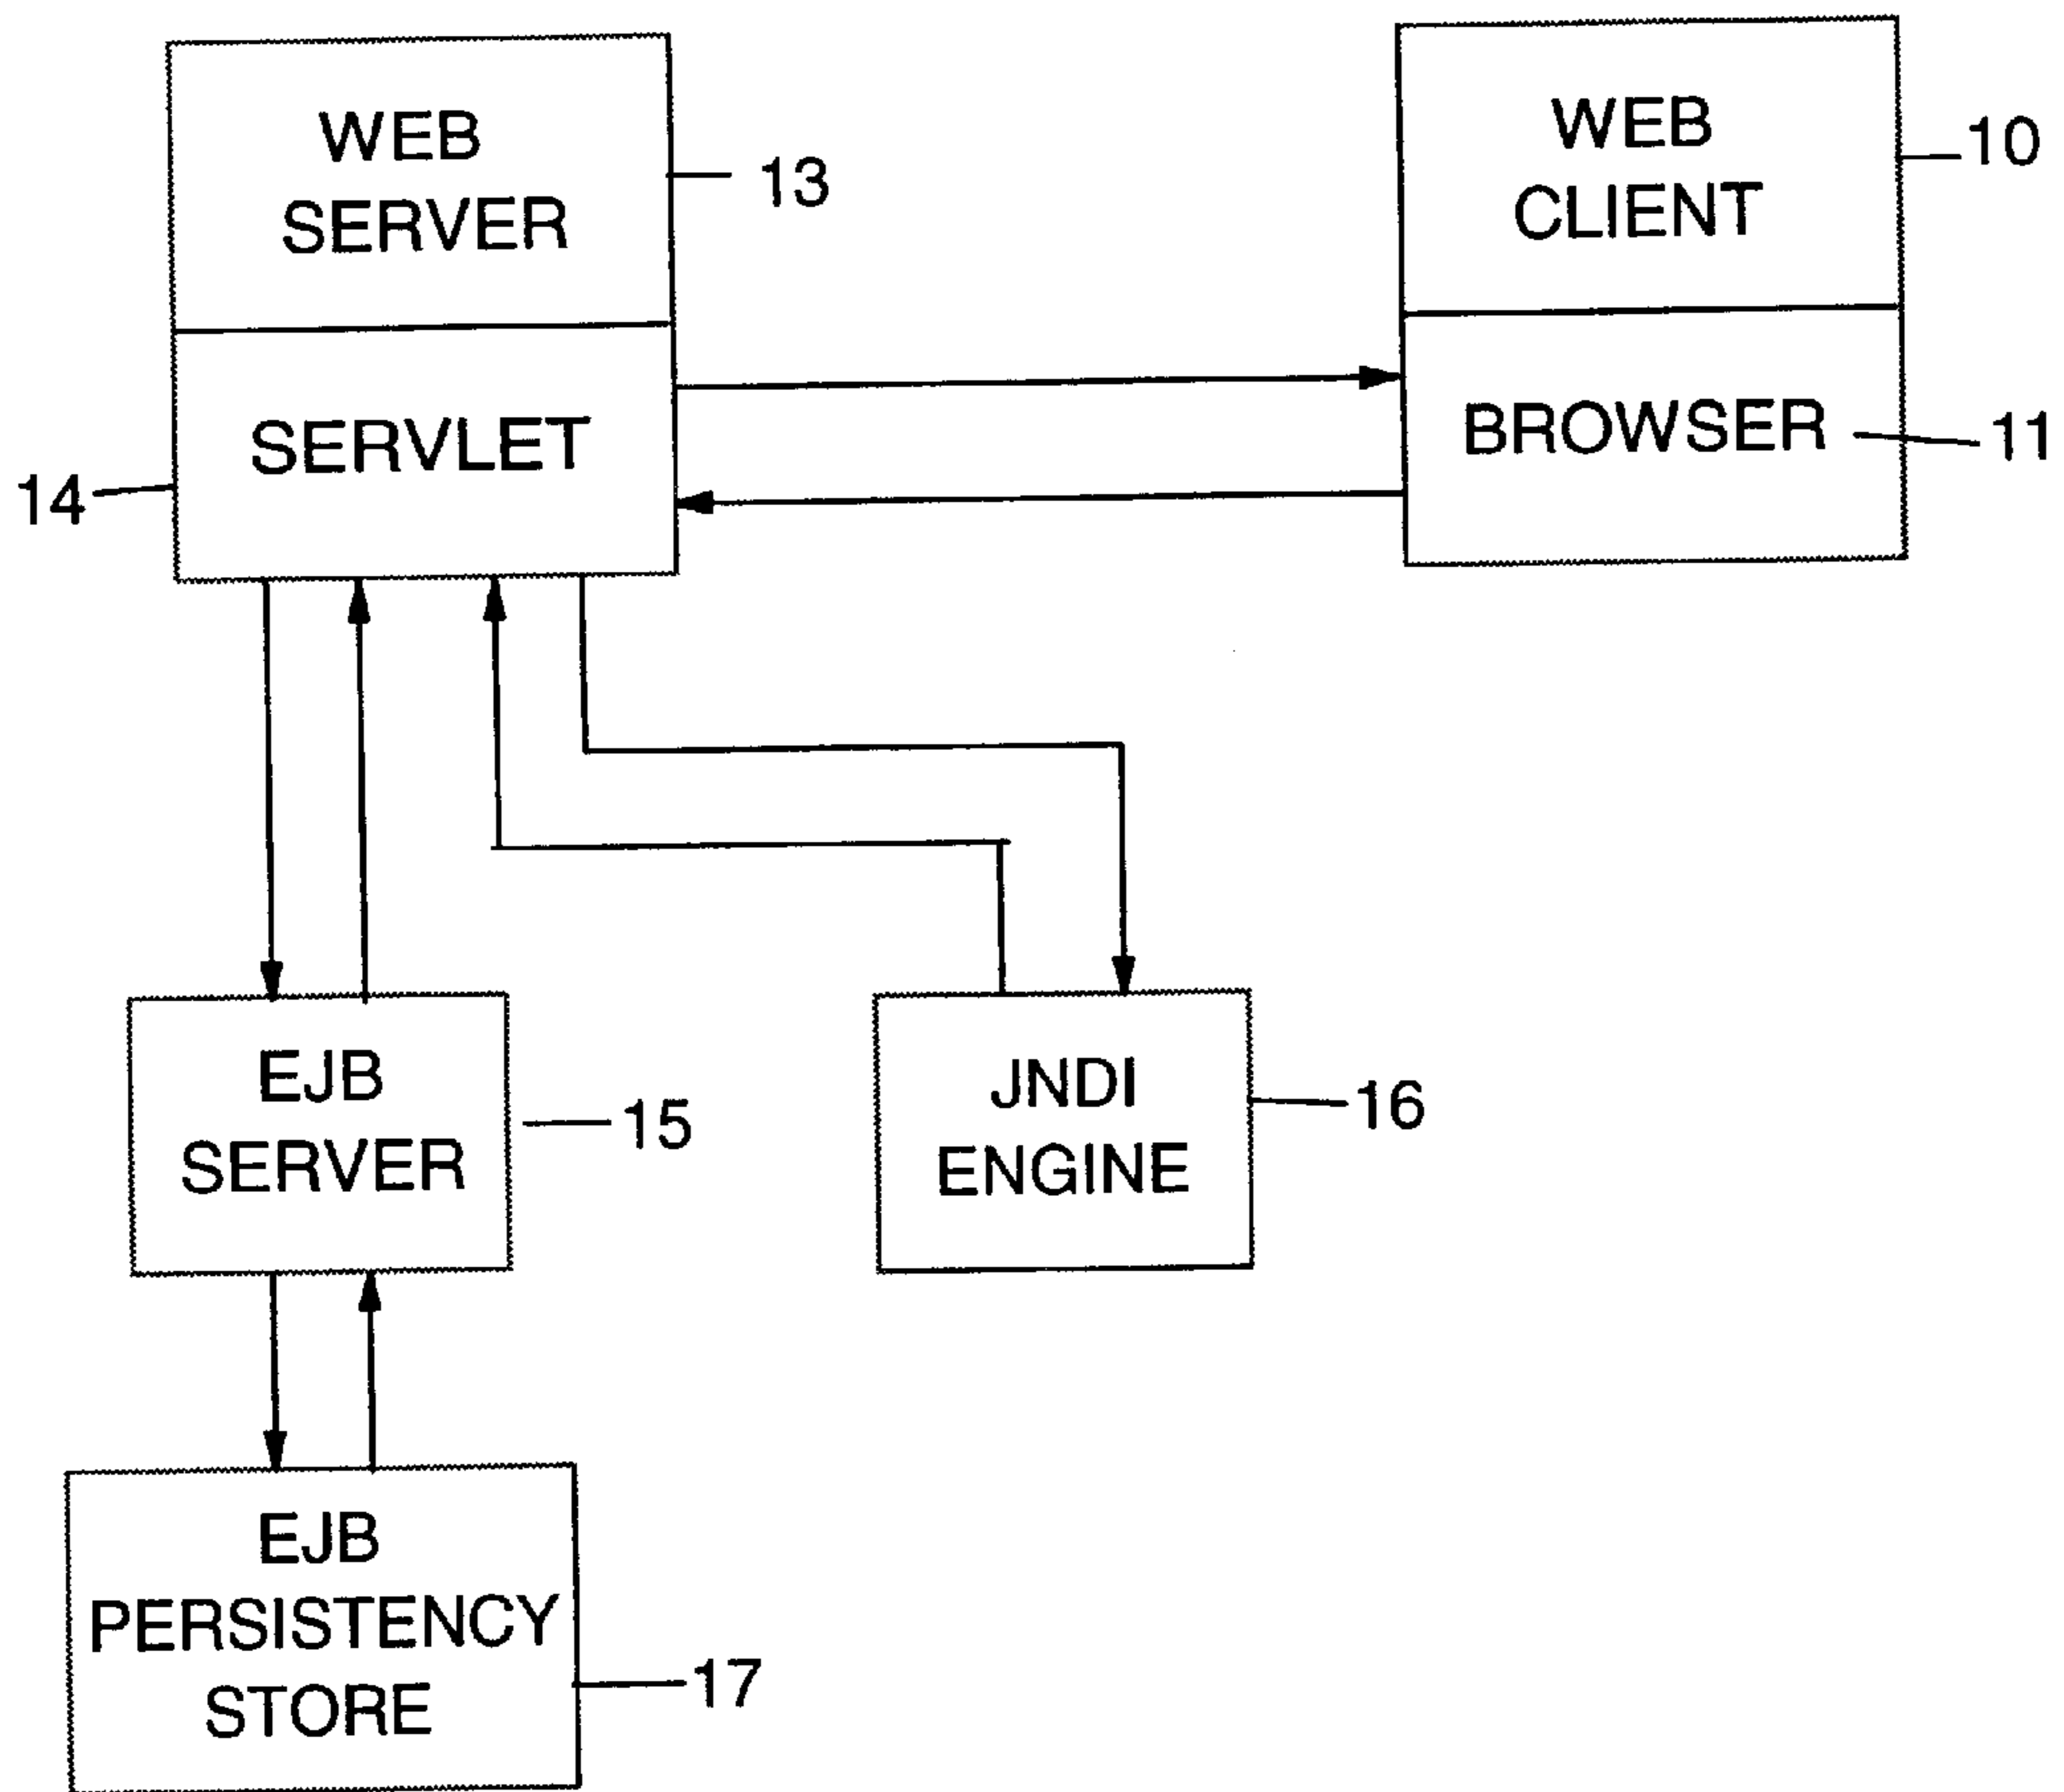 WEB
SERVER
13
WEB
CLIENT
10
SERVLET
14
BROWSER
11
EJB
SERVER
15
JNDI
ENGINE
16
EJB
PERSISTENCY
STORE
17